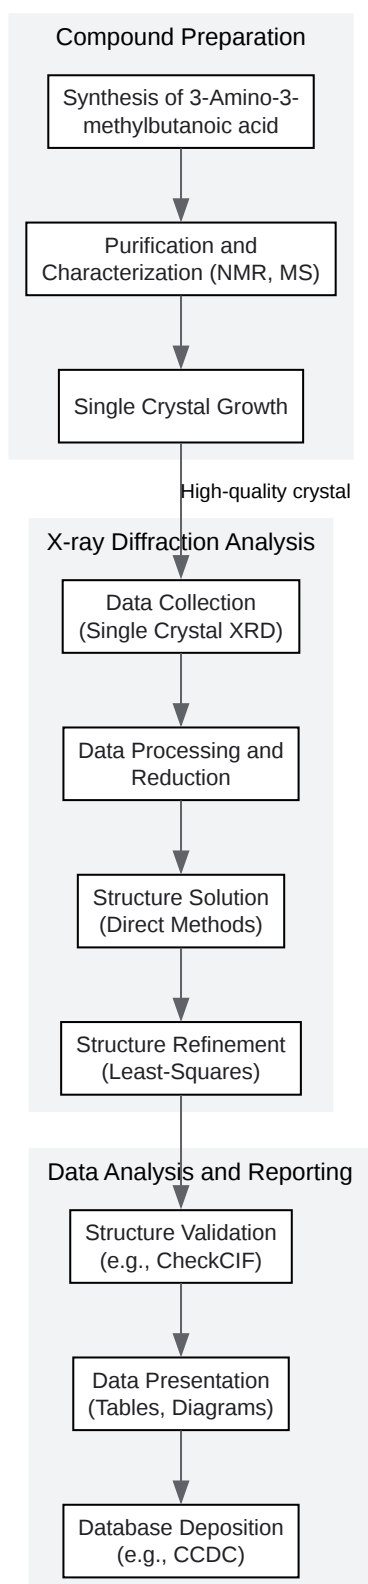 Compound Preparation
Synthesis of 3-Amino-3-
methylbutanoic acid
Purification and
Characterization (NMR, MS)
Single Crystal Growth
High-quality crystal
X-ray Diffraction Analysis
Data Collection
(Single Crystal XRD)
Data Processing and
Reduction
Structure Solution
(Direct Methods)
Structure Refinement
(Least-Squares)
Data Analysis and Reporting
Structure Validation
(e.g., CheckCIF)
Data Presentation
(Tables, Diagrams)
Database Deposition
(e.g., CCDC)